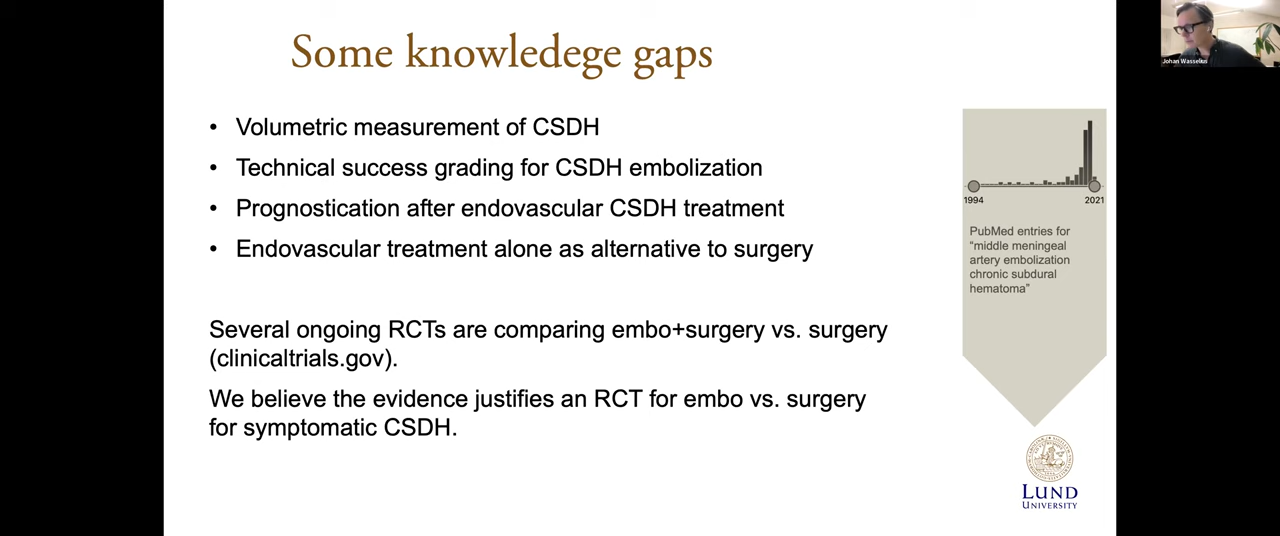 Some knowledege gaps
• Volumetric measurement of CSDH
• Technical success grading for CSDH embolization
• Prognostication after endovascular CSDH treatment
• Endovascular treatment alone as alternative to surgery
Several ongoing RCTs are comparing embo+surgery vs. surgery
(clinicaltrials.gov).
We believe the evidence justifies an RCT for embo vs. surgery
for symptomatic CSDH.
Johan Wasselius
1994
2021
PubMed entries for
“middle meningeal
artery embolization
chronic subdural
hematoma”
LUND
UNIVERSITY